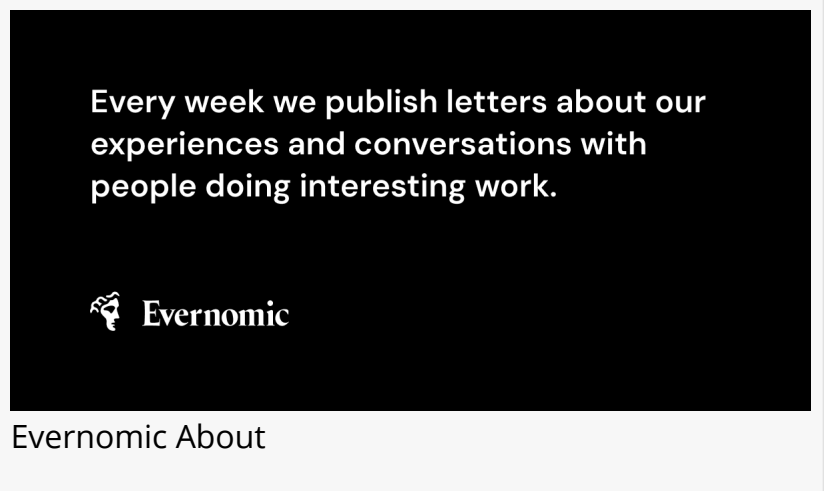 Every week we publish letters about our
experiences and conversations with
people doing interesting work.
Evernomic
Evernomic About